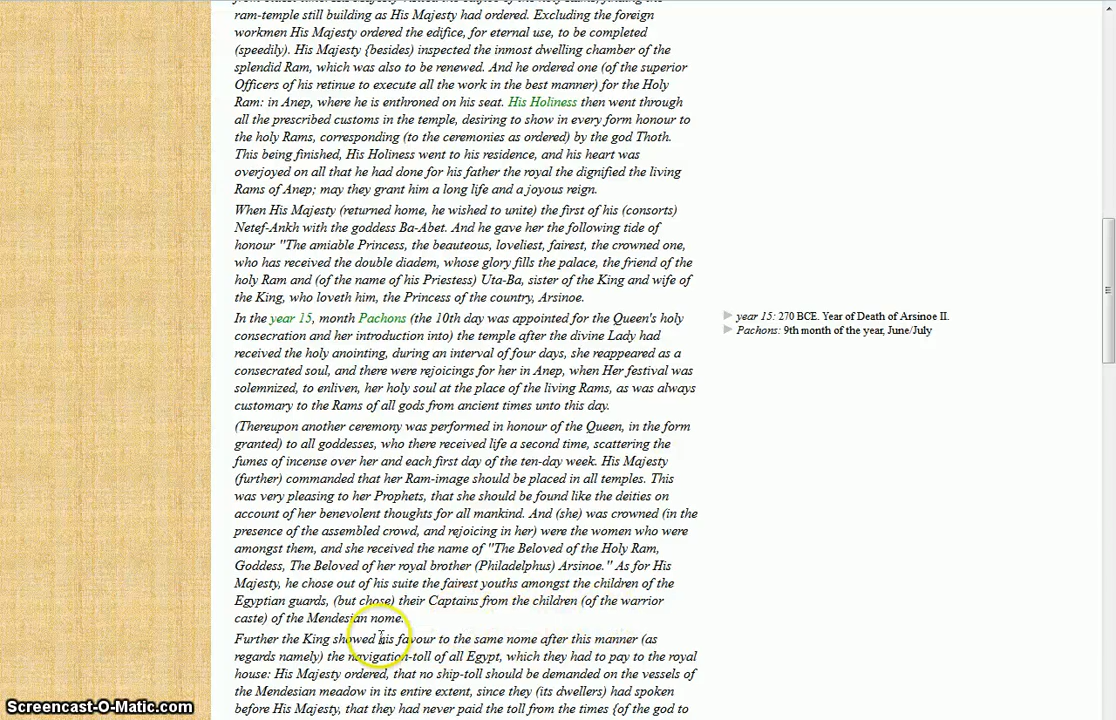 ram-temple still building as His Majesty had ordered. Excluding the foreign
workmen His Majesty ordered the edifice, for eternal use, to be completed
(speedily). His Majesty {besides) inspected the inmost dwelling chamber of the
splendid Ram, which was also to be renewed. And he ordered one (of the superior
Officers of his retinue to execute all the work in the best manner) for the Holy
Ram: in Anep, where he is enthroned on his seat. His Holiness then went through
all the prescribed customs in the temple, desiring to show in every form honour to
the holy Rams, corresponding (to the ceremonies as ordered) by the god Thoth.
This being finished, His Holiness went to his residence, and his heart was
overjoyed on all that he had done for his father the royal the dignified the living
Rams of Anep; may they grant him a long life and a joyous reign.
When His Majesty (returned home, he wished to unite) the first of his (consorts)
Netef-Ankh with the goddess Ba-Abet. And he gave her the following tide of
honour "The amiable Princess, the beauteous, loveliest, fairest, the crowned one,
who has received the double diadem, whose glory fills the palace, the friend of the
holy Ram and (of the name of his Priestess) Uta-Ba, sister of the King and wife of
the King, who loveth him, the Princess of the country, Arsinoe.
In the year 15, month Pachons (the 10th day was appointed for the Queen's holy
consecration and her introduction into) the temple after the divine Lady had
received the holy anointing, during an interval of four days, she reappeared as a
consecrated soul, and there were rejoicings for her in Anep, when Her festival was
solemnized, to enliven, her holy soul at the place of the living Rams, as was always
customary to the Rams of all gods from ancient times unto this day.
(Thereupon another ceremony was performed in honour of the Queen, in the form
granted) to all goddesses, who there received life a second time, scattering the
fumes of incense over her and each first day of the ten-day week. His Majesty
(further) commanded that her Ram-image should be placed in all temples. This
was very pleasing to her Prophets, that she should be found like the deities on
account of her benevolent thoughts for all mankind. And (she) was crowned (in the
presence of the assembled crowd, and rejoicing in her) were the women who were
amongst them, and she received the name of "The Beloved of the Holy Ram,
Goddess, The Beloved of her royal brother (Philadelphus) Arsinoe." As for His
Majesty, he chose out of his suite the fairest youths amongst the children of the
Egyptian guards, (but chose) their Captains from the children (of the warrior
caste) of the Mendesian nome.
Further the King showed his favour to the same nome after this manner (as
regards namely) the navigation-toll of all Egypt, which they had to pay to the royal
house: His Majesty ordered, that no ship-toll should be demanded on the vessels of
the Mendesian meadow in its entire extent, since they (its dwellers) had spoken
before His Majesty, that they had never paid the toll from the times {of the god to
year 15: 270 BCE. Year of Death of Arsinoe II.
Pachons: 9th month of the year, June/July
Screencast-O-Matic.com